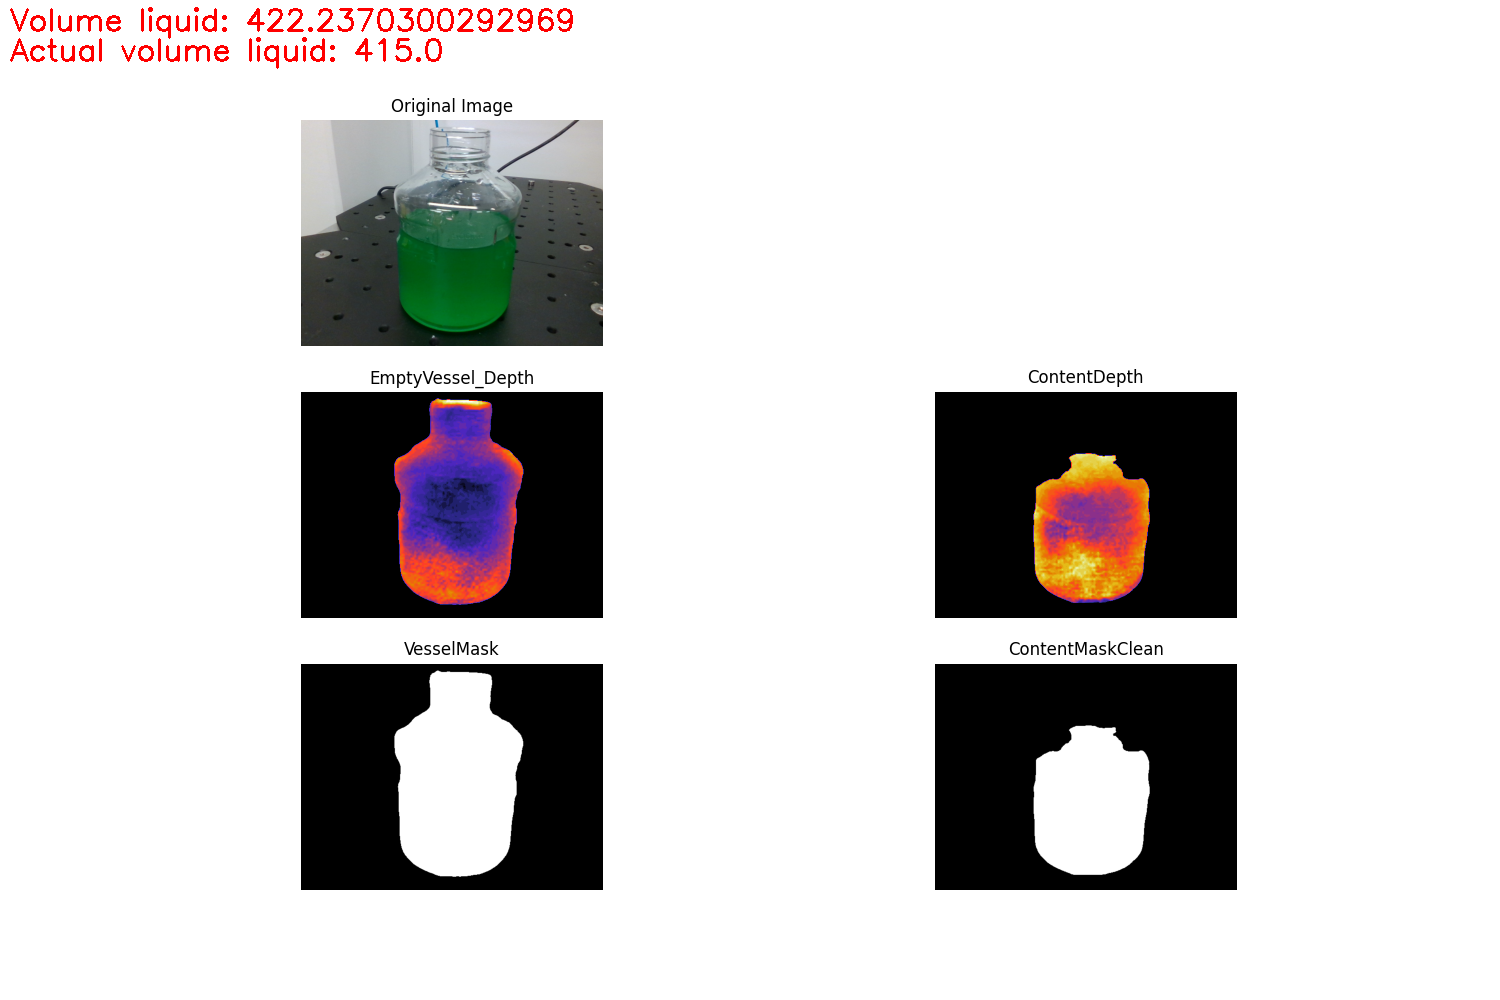 Volume liquid: 422.2370300292969
Actual volume liquid: 415.0
Original Image
EmptyVessel_Depth
ContentDepth
VesselMask
ContentMaskClean